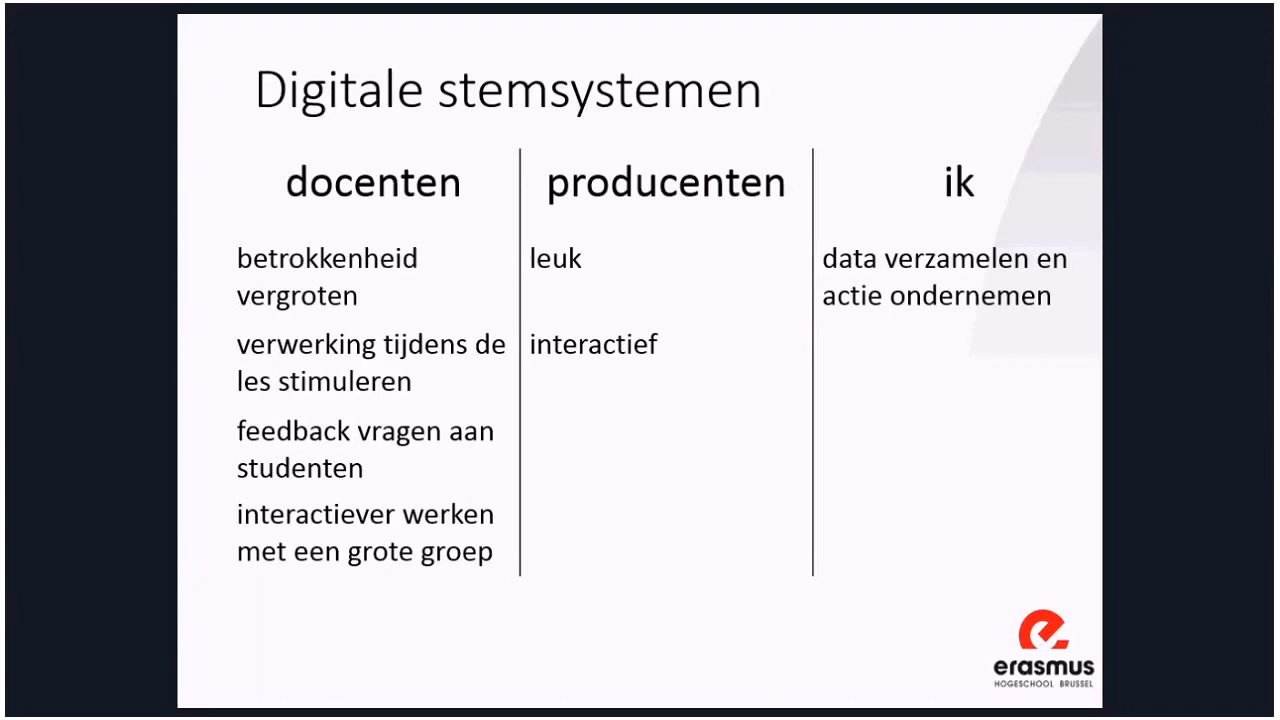 Digitale stemsystemen
docenten
producenten
ik
betrokkenheid
vergroten
leuk
data verzamelen en
actie ondernemen
verwerking tijdens de
les stimuleren
interactief
feedback vragen aan
studenten
interactiever werken
met een grote groep
erasmus
HOGESCHOOL BRUSSEL